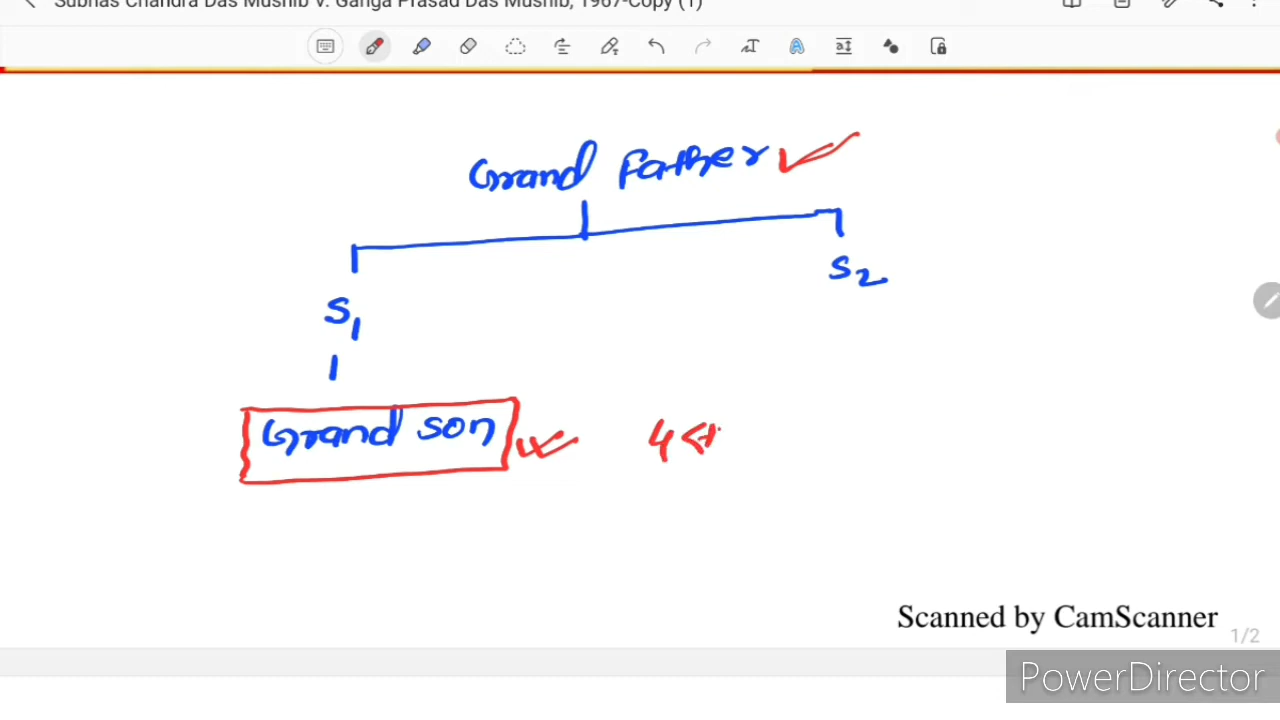 Subhas Chandra Das Mushib V. Ganga Prasad Das Mushib, 1967-Copy (1)
Grand Father
S1
S2
Grand son
Scanned by CamScanner
1/2
PowerDirector